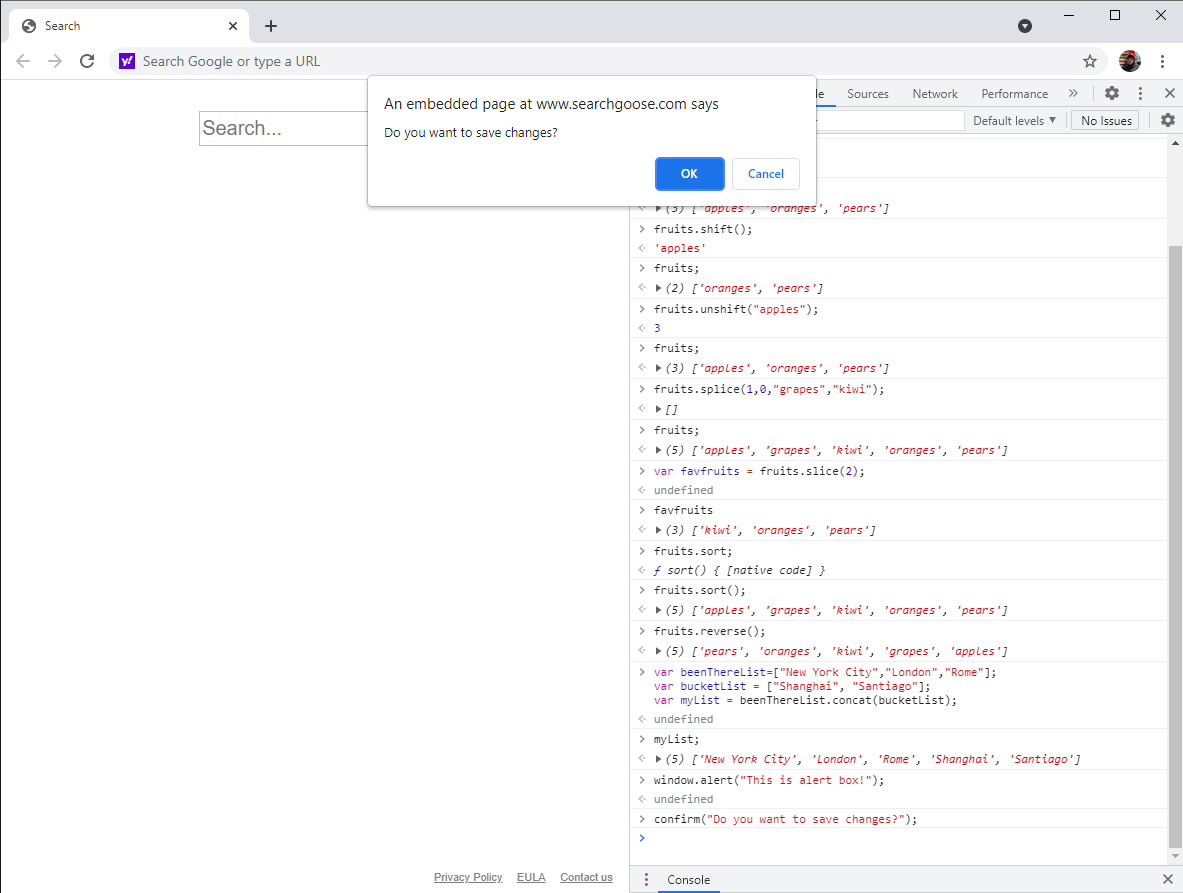 Search
Search Google or type a URL
An embedded page at www.searchgoose.com says
Do you want to save changes?
OK
Cancel
Sources
Network
Performance
Default levels
No Issues
Search...
(3) ['apples', 'oranges', 'pears']
fruits.shift();
'apples'
fruits;
(2) ['oranges', 'pears']
fruits.unshift("apples");
3
fruits;
(3) ['apples', 'oranges', 'pears']
fruits.splice(1,0,"grapes","kiwi");
[]
fruits;
(5) ['apples', 'grapes', 'kiwi', 'oranges', 'pears']
var favfruits = fruits.slice(2);
undefined
favfruits
(3) ['kiwi', 'oranges', 'pears']
fruits.sort;
ƒ sort() { [native code] }
fruits.sort();
(5) ['apples', 'grapes', 'kiwi', 'oranges', 'pears']
fruits.reverse();
(5) ['pears', 'oranges', 'kiwi', 'grapes', 'apples']
var beenThereList=["New York City","London","Rome"];
var bucketList = ["Shanghai", "Santiago"];
var myList = beenThereList.concat(bucketList);
undefined
myList;
(5) ['New York City', 'London', 'Rome', 'Shanghai', 'Santiago']
window.alert("This is alert box!");
undefined
confirm("Do you want to save changes?");
Privacy Policy EULA Contact us
Console